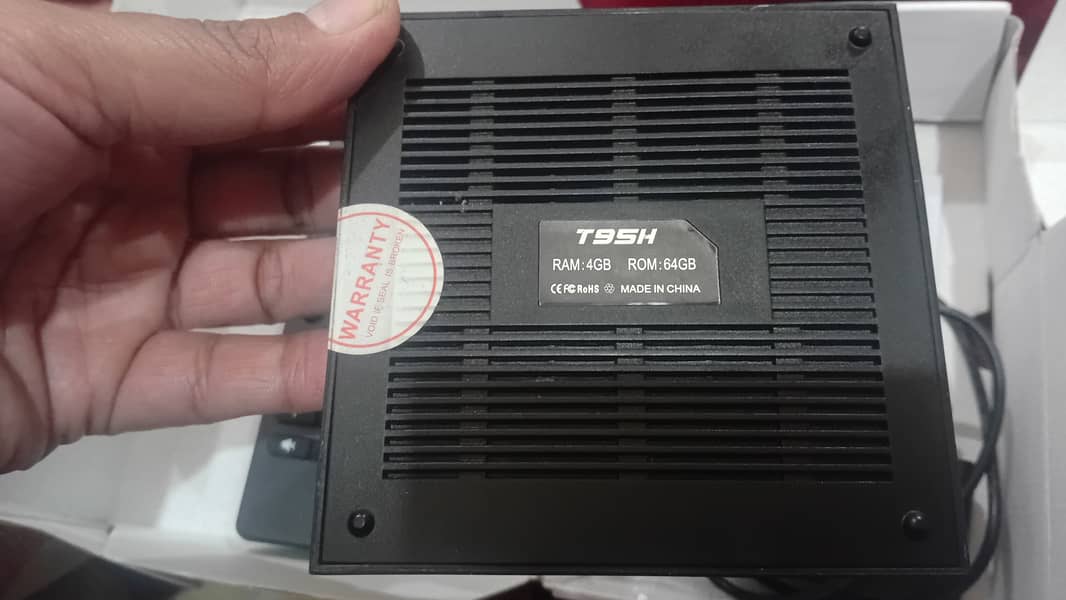 T95H
RAM:4GB ROM:64GB
CE FC RoHS MADE IN CHINA
WARRANTY
VOID IF SEAL IS BROKEN